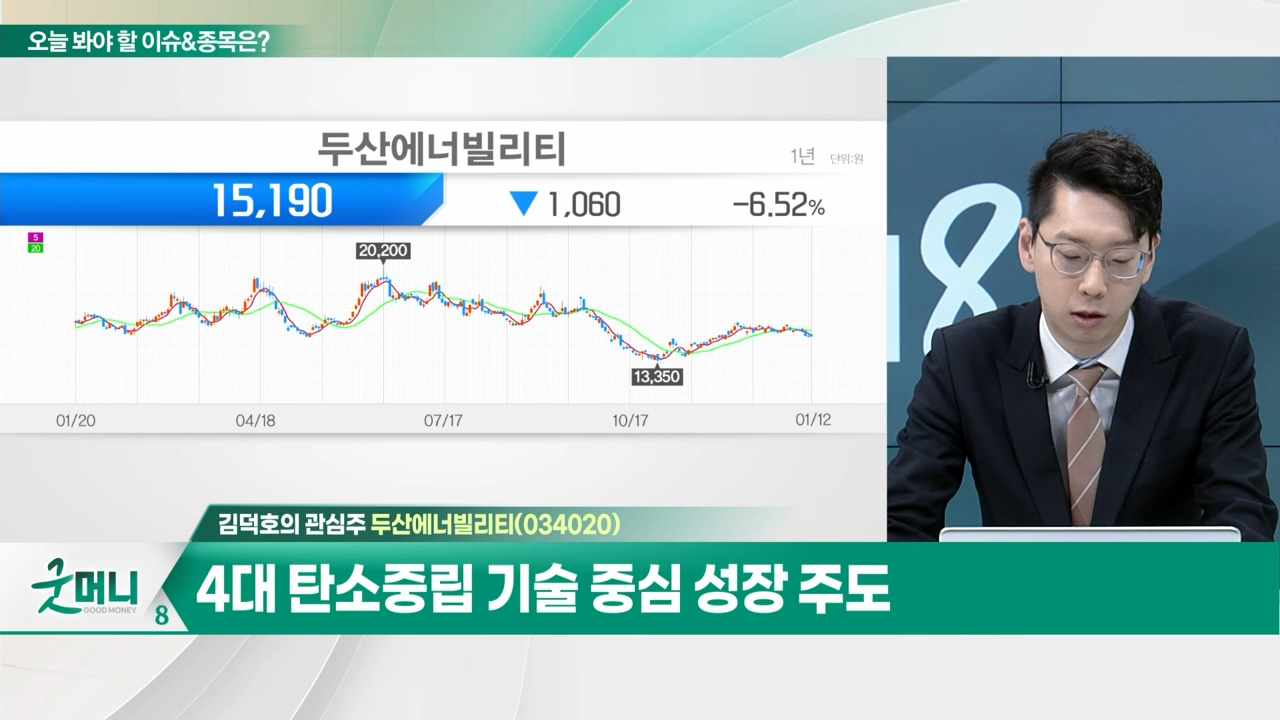 오늘 봐야 할 이슈&종목은?
두산에너빌리티
1년 단위:원
15,190 ▼ 1,060 -6.52%
5
20
20,200
13,350
01/20 04/18 07/17 10/17 01/12
8
김덕호의 관심주 두산에너빌리티(034020)
4대 탄소중립 기술 중심 성장 주도
굿머니
GOOD MONEY
8